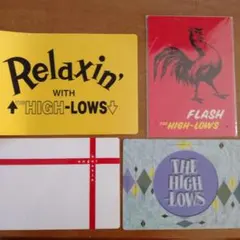 Relaxin'
WITH
↑THE HIGH-LOWS↓
FLASH
THE HIGH-LOWS
THE
HIGH
-LOWS